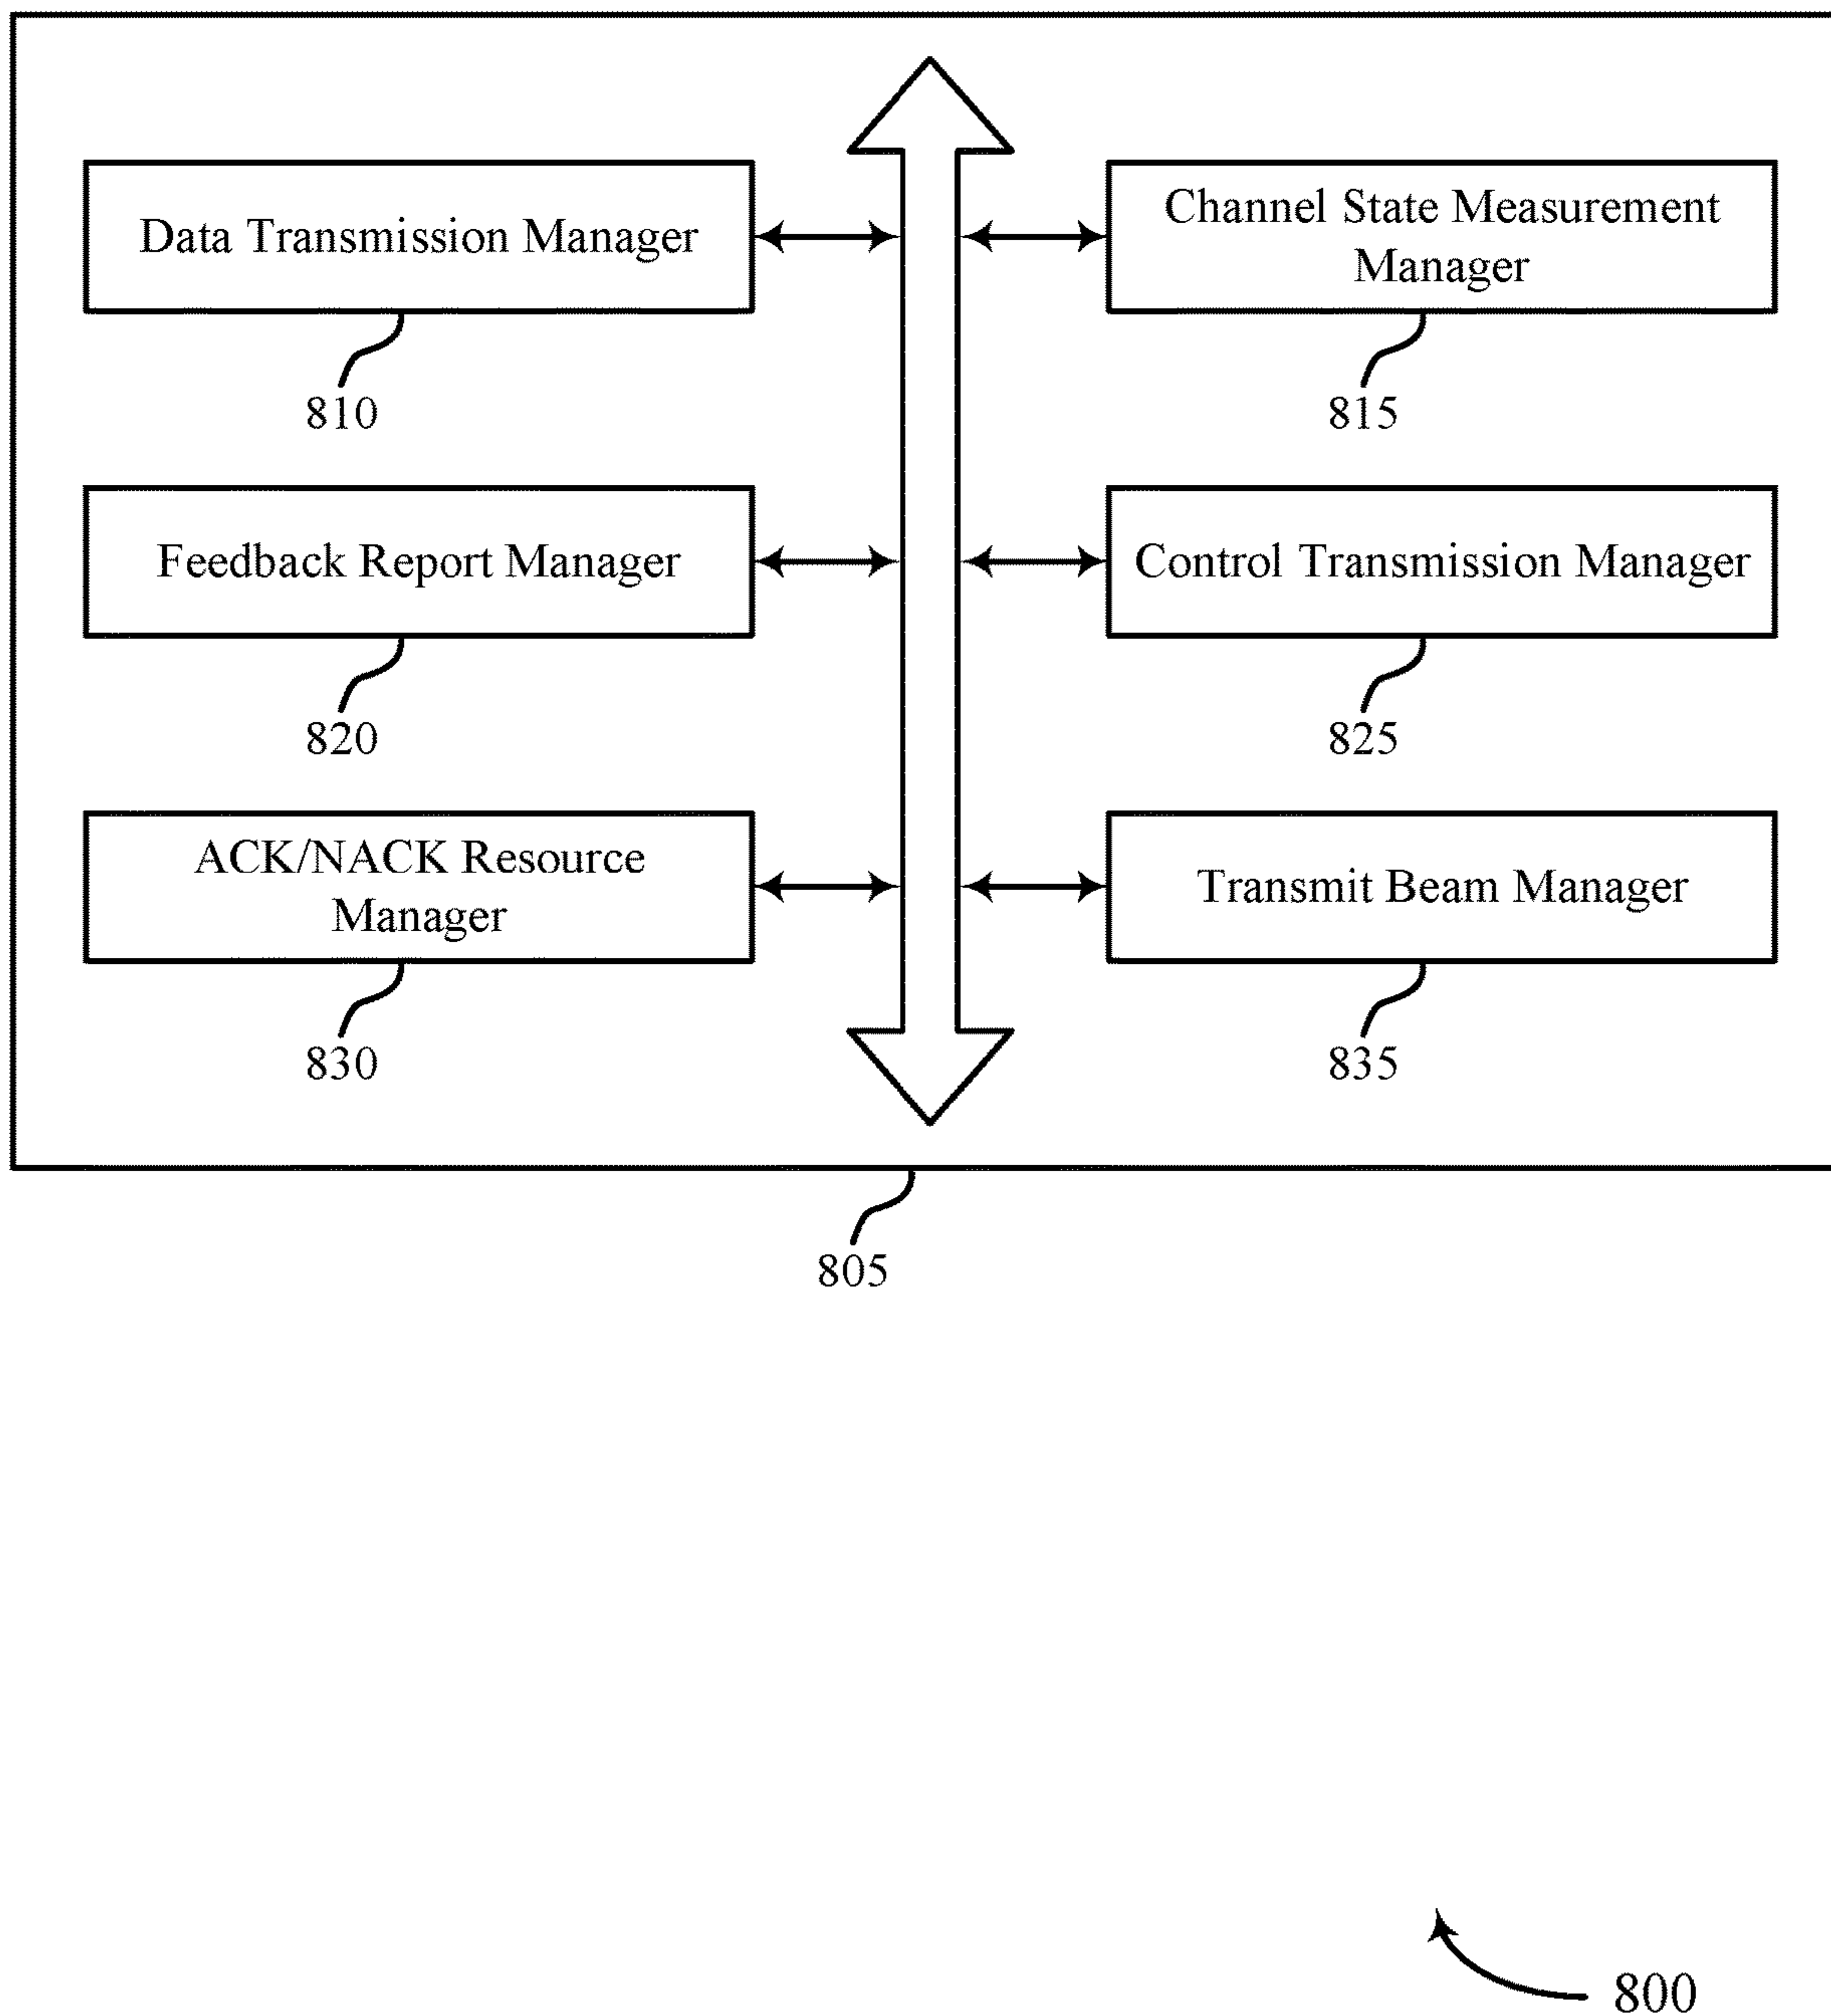 Data Transmission Manager
810
Channel State Measurement
Manager
815
Feedback Report Manager
820
Control Transmission Manager
825
ACK/NACK Resource
Manager
830
Transmit Beam Manager
835
805
800